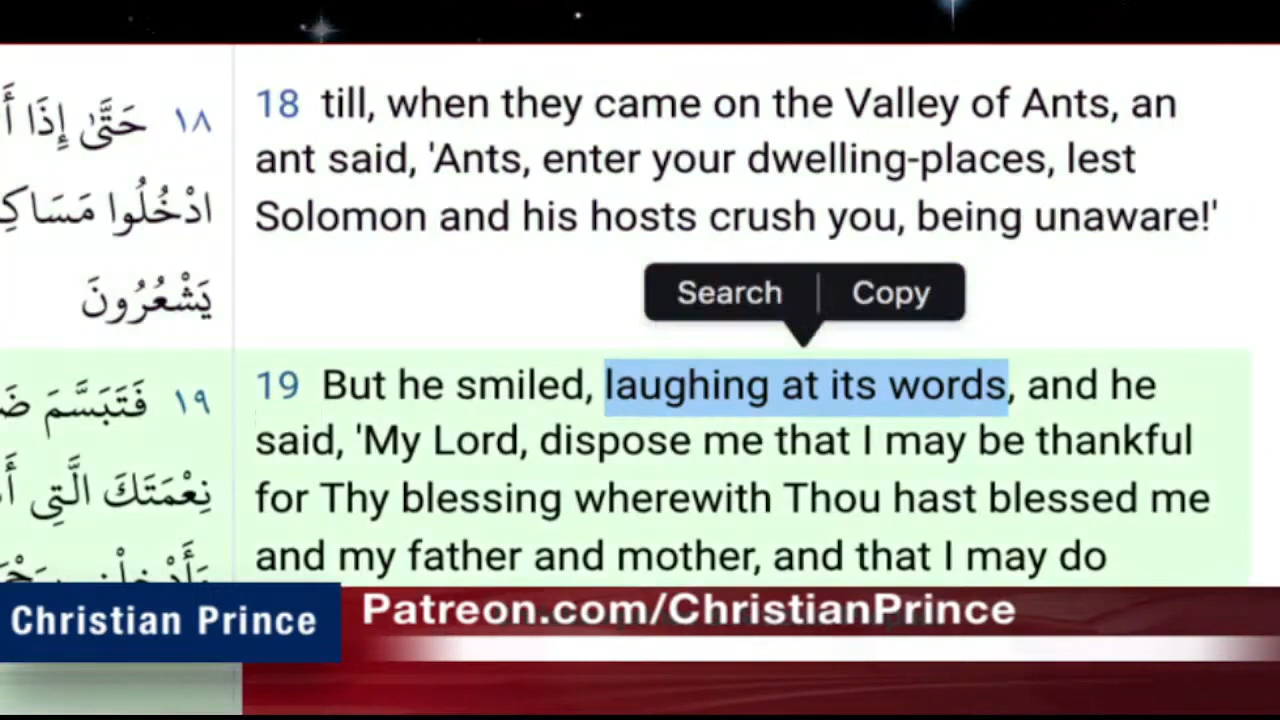 18 till, when they came on the Valley of Ants, an
ant said, 'Ants, enter your dwelling-places, lest
Solomon and his hosts crush you, being unaware!'
١٨ حَتَّىٰ إِذَا
ادْخُلُوا
يَشْعُرُونَ
Search | Copy
19 But he smiled, laughing at its words, and he
said, 'My Lord, dispose me that I may be thankful
for Thy blessing wherewith Thou hast blessed me
and my father and mother, and that I may do
١٩ فَتَبَسَّمَ
نِعْمَتَكَ الَّتِي
Christian Prince
Patreon.com/ChristianPrince